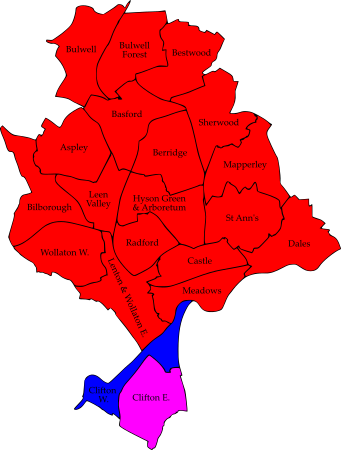 Bulwell
Bulwell
Forest
Bestwood
Basford
Sherwood
Aspley
Berridge
Mapperley
Leen
Valley
Bilborough
Hyson Green
& Arboretum
St Ann's
Radford
Dales
Wollaton W.
Castle
Lenton & Wollaton E.
Meadows
Clifton
W.
Clifton E.